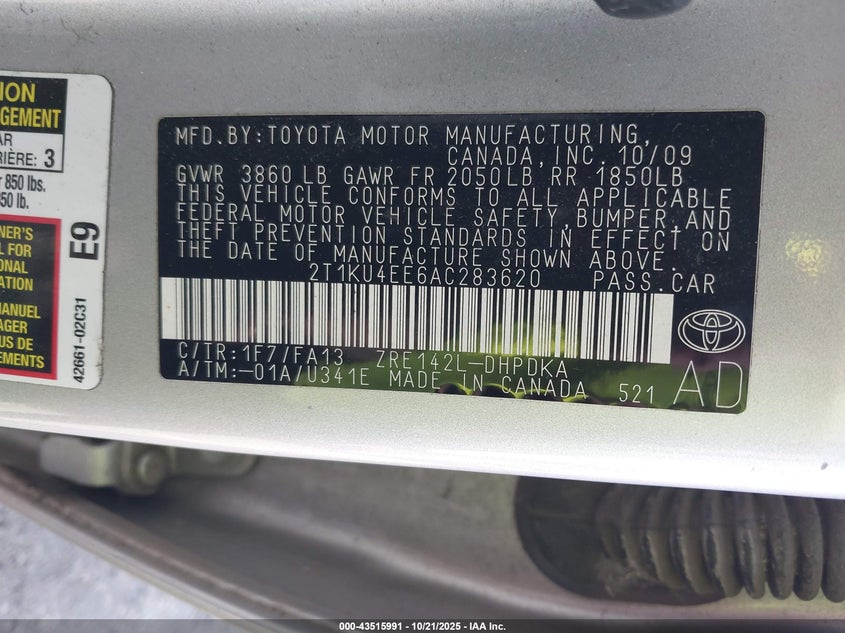 ION
GEMENT
AR
RIÈRE: 3
r 850 lbs.
50 lb.
NER'S
L FOR
ONAL
ATION
MANUEL
AGER
US DE
EMENTS
E9
42661-02C31
MFD.BY:TOYOTA MOTOR MANUFACTURING,
CANADA,INC. 10/09
GVWR 3860 LB GAWR FR 2050LB RR 1850LB
THIS VEHICLE CONFORMS TO ALL APPLICABLE
FEDERAL MOTOR VEHICLE SAFETY,BUMPER,AND
THEFT PREVENTION STANDARDS IN EFFECT ON
THE DATE OF MANUFACTURE SHOWN ABOVE.
2T1KU4EE6AC283620 PASS.CAR
C/TR:1F7/FA13 ZRE142L-DHPDKA
A/TM:-01A/U341E MADE IN CANADA 521 AD
000-43515991 - 10/21/2025 - IAA Inc.